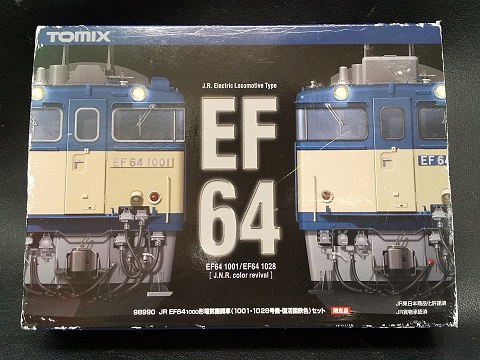 TOMIX
J.R. Electric Locomotive Type
EF
64
EF64 1001
EF 64
EF64 1001/EF64 1028
[ J.N.R. color revival ]
98990 JR EF64 1000形電気機関車(1001・1028号機・復活国鉄色)セット 限定品
JR東日本商品化許諾済
JR貨物承認済